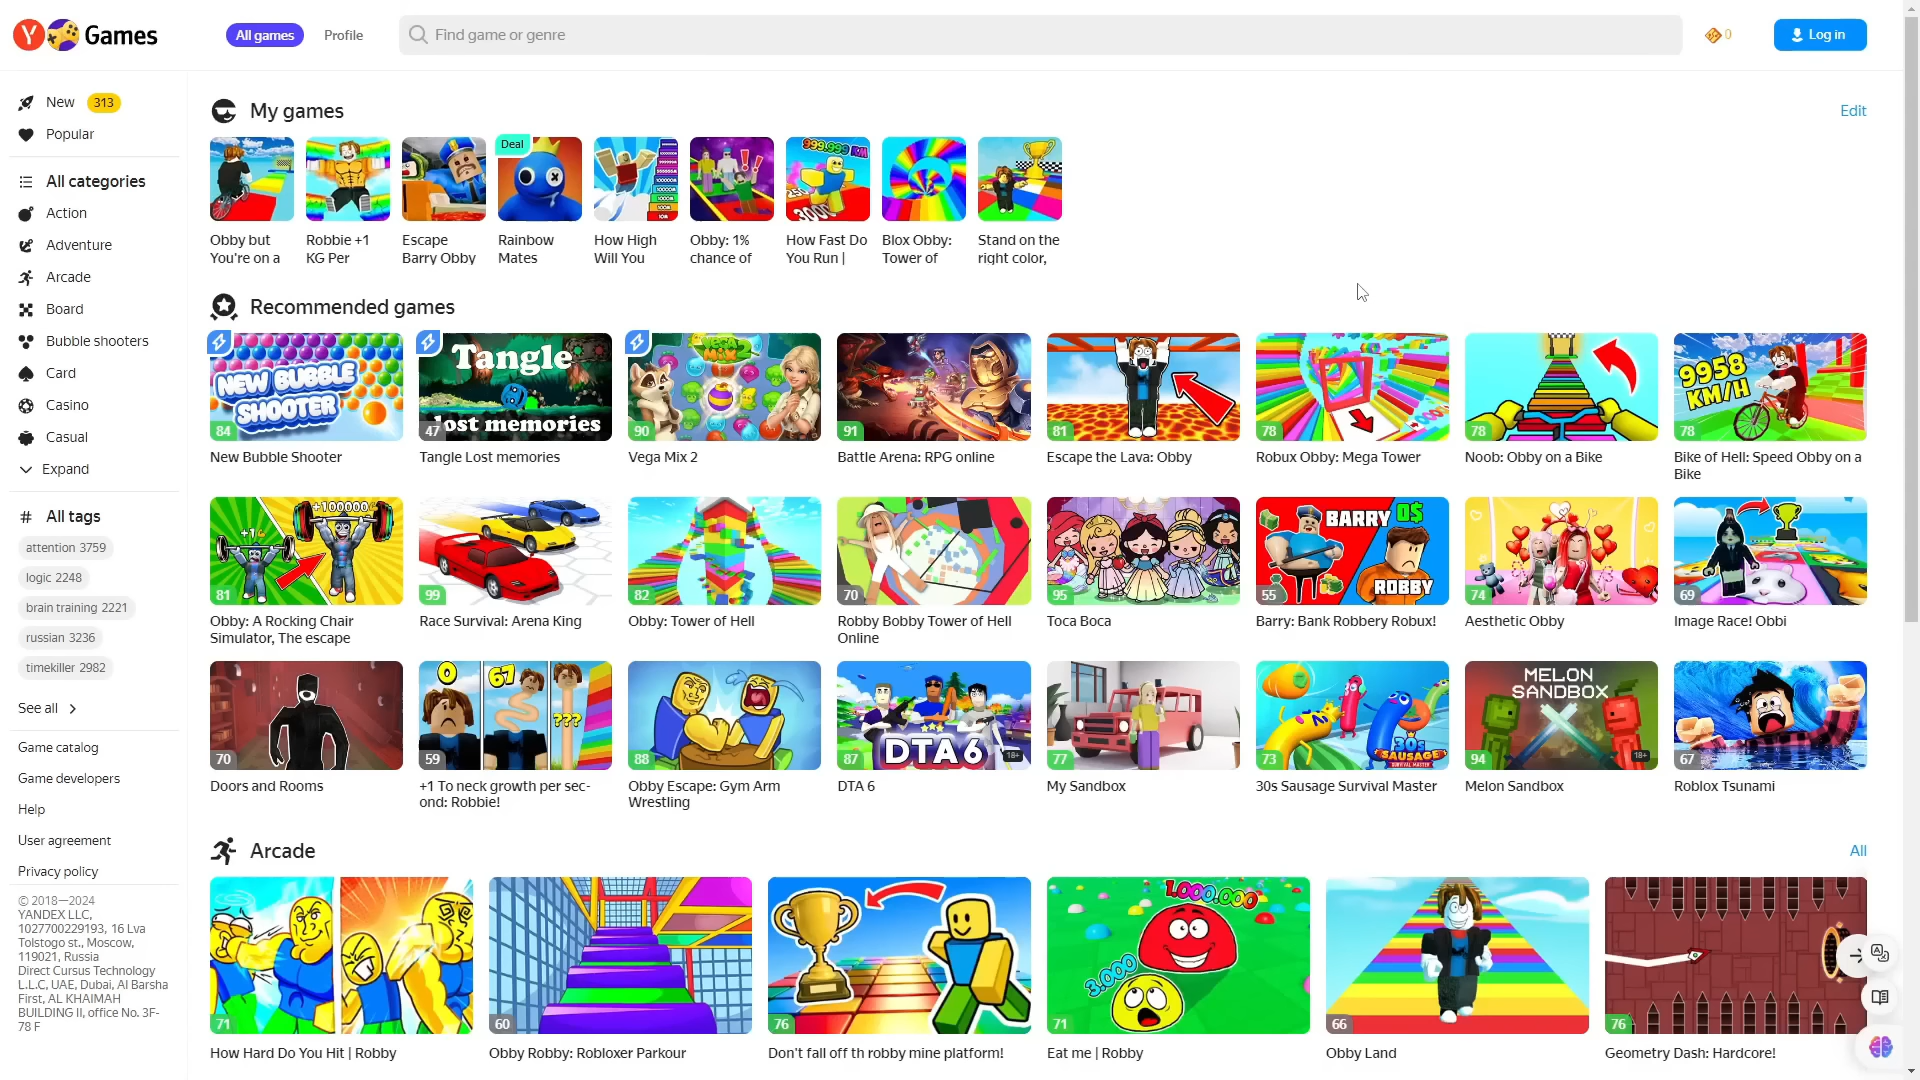 Y Games
All games
Profile
Find game or genre
0
Log in
New 313
Popular
All categories
Action
Adventure
Arcade
Board
Bubble shooters
Card
Casino
Casual
Expand
# All tags
attention 3759
logic 2248
brain training 2221
russian 3236
timekiller 2982
See all
Game catalog
Game developers
Help
User agreement
Privacy policy
© 2018—2024
YANDEX LLC,
1027700229193, 16 Lva
Tolstogo st., Moscow,
119021, Russia
Direct Cursus Technology
L.L.C, UAE, Dubai, Al Barsha
First, AL KHAIMAH
BUILDING II, office No. 3F-
78 F
My games
Edit
Deal
999.999 KM
3000
Obby but
You're on a
Robbie +1
KG Per
Escape
Barry Obby
Rainbow
Mates
How High
Will You
Obby: 1%
chance of
How Fast Do
You Run |
Blox Obby:
Tower of
Stand on the
right color,
Recommended games
NEW BUBBLE
SHOOTER
84
New Bubble Shooter
Tangle
lost memories
47
Tangle Lost memories
VEGA
MIX 2
90
Vega Mix 2
91
Battle Arena: RPG online
81
Escape the Lava: Obby
78
Robux Obby: Mega Tower
78
Noob: Obby on a Bike
9958
KM/H
78
Bike of Hell: Speed Obby on a
Bike
+1
+100000
81
Obby: A Rocking Chair
Simulator, The escape
99
Race Survival: Arena King
82
Obby: Tower of Hell
70
Robby Bobby Tower of Hell
Online
95
Toca Boca
BARRY 0$
ROBBY
55
Barry: Bank Robbery Robux!
74
Aesthetic Obby
69
Image Race! Obbi
70
Doors and Rooms
0
67
???
59
+1 To neck growth per sec-
ond: Robbie!
88
Obby Escape: Gym Arm
Wrestling
DTA 6
18+
87
DTA 6
77
My Sandbox
30s
SAUSAGE
SURVIVAL MASTER
73
30s Sausage Survival Master
MELON
SANDBOX
18+
94
Melon Sandbox
67
Roblox Tsunami
Arcade
All
71
How Hard Do You Hit | Robby
60
Obby Robby: Robloxer Parkour
76
Don't fall off th robby mine platform!
1.000.000
3.000
71
Eat me | Robby
66
Obby Land
76
Geometry Dash: Hardcore!